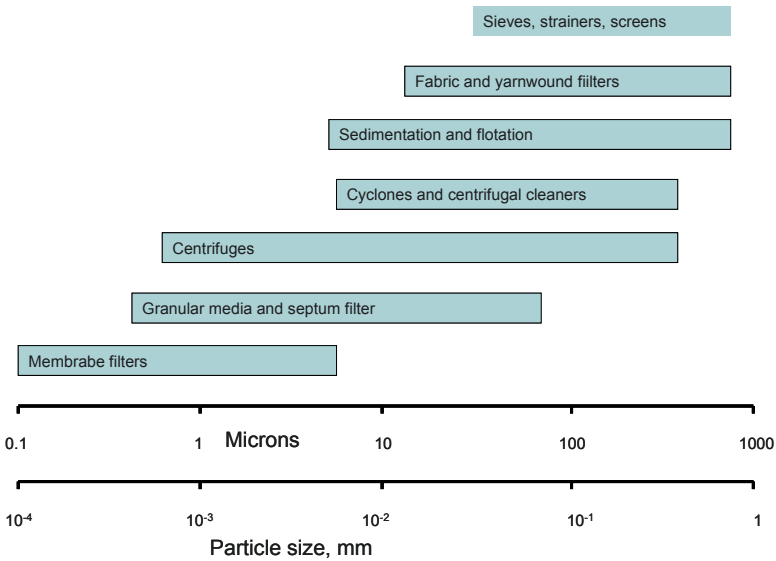 Sieves, strainers, screens
Fabric and yarnwound fiilters
Sedimentation and flotation
Cyclones and centrifugal cleaners
Centrifuges
Granular media and septum filter
Membrabe filters
0.1 1 Microns 10 100 1000
10⁻⁴ 10⁻³ 10⁻² 10⁻¹ 1
Particle size, mm